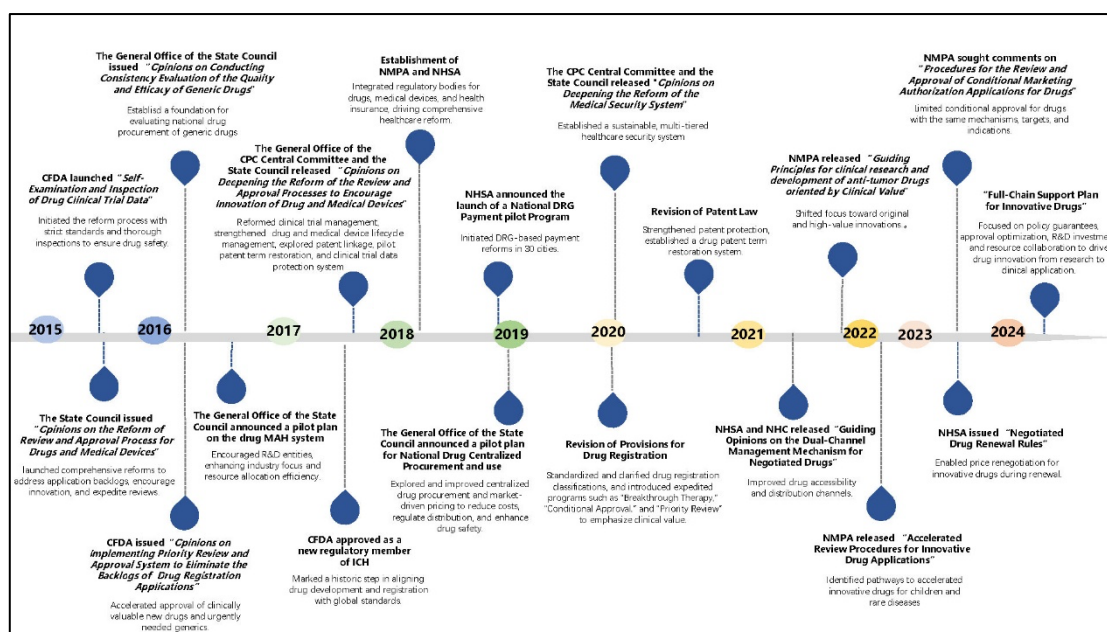 The General Office of the State Council
issued "Opinions on Conducting
Consistency Evaluation of the Quality
and Efficacy of Generic Drugs"
Establisd a foundation for
evaluating national drug
procurement of generic drugs
CFDA launched "Self-
Examination and Inspection
of Drug Clinical Trial Data"
Initiated the reform process with
strict standards and thorough
inspections to ensure drug safety.
The General Office of the
CPC Central Committee and the
State Council released "Opinions on
Deepening the Reform of the Review and
Approval Processes to Encourage
Innovation of Drug and Medical Devices"
Reformed clinical trial management,
strengthened drug and medical device lifecycle
management, explored patent linkage, pilot
patent term restoration, and clinical trial data
protection system
Establishment of
NMPA and NHSA
Integrated regulatory bodies for
drugs, medical devices, and health
insurance, driving comprehensive
healthcare reform.
NHSA announced the
launch of a National DRG
Payment pilot Program
Initiated DRG-based payment
reforms in 30 cities.
The CPC Central Committee and the
State Council released "Opinions on
Deepening the Reform of the
Medical Security System"
Established a sustainable, multi-tiered
healthcare security system
Revision of Patent Law
Strengthened patent protection,
established a drug patent term
restoration system
NMPA released "Guiding
Principles for clinical research and
development of anti-tumor Drugs
oriented by Clinical Value"
Shifted focus toward original
and high-value innovations.
NMPA sought comments on
"Procedures for the Review and
Approval of Conditional Marketing
Authorization Applications for Drugs"
limited conditional approval for drugs
with the same mechanisms, targets, and
indications.
"Full-Chain Support Plan
for Innovative Drugs"
Focused on policy guarantees,
approval optimization, R&D investme
and resource collaboration to drive
drug innovation from research to
clinical application.
2015
2016
2017
2018
2019
2020
2021
2022
2023
2024
The State Council issued
"Opinions on the Reform of
Review and Approval Process for
Drugs and Medical Devices"
launched comprehensive reforms to
address application backlogs, encourage
innovation, and expedite reviews.
CFDA issued "Opinions on
implementing Priority Review and
Approval System to Eliminate the
Backlogs of Drug Registration
Applications"
Accelerated approval of clinically
valuable new drugs and urgently
needed generics.
The General Office of the State
Council announced a pilot plan
on the drug MAH system
Encouraged R&D entities,
enhancing industry focus and
resource allocation efficiency.
CFDA approved as a
new regulatory member
of ICH
Marked a historic step in aligning
drug development and registration
with global standards.
The General Office of the State
Council announced a pilot plan
for National Drug Centralized
Procurement and use
Explored and improved centralized
drug procurement and market-
driven pricing to reduce costs,
regulate distribution, and enhance
drug safety.
Revision of Provisions for
Drug Registration
Standardized and clarified drug registration
classifications, and introduced expedited
programs such as "Breakthrough Therapy,"
"Conditional Approval," and "Priority Review"
to emphasize clinical value.
NHSA and NHC released "Guiding
Opinions on the Dual-Channel
Management Mechanism for
Negotiated Drugs"
Improved drug accessibility
and distribution channels.
NMPA released "Accelerated
Review Procedures for Innovative
Drug Applications"
Identified pathways to accelerated
innovative drugs for children and
rare diseases
NHSA issued "Negotiated
Drug Renewal Rules"
Enabled price renegotiation for
innovative drugs during renewal.